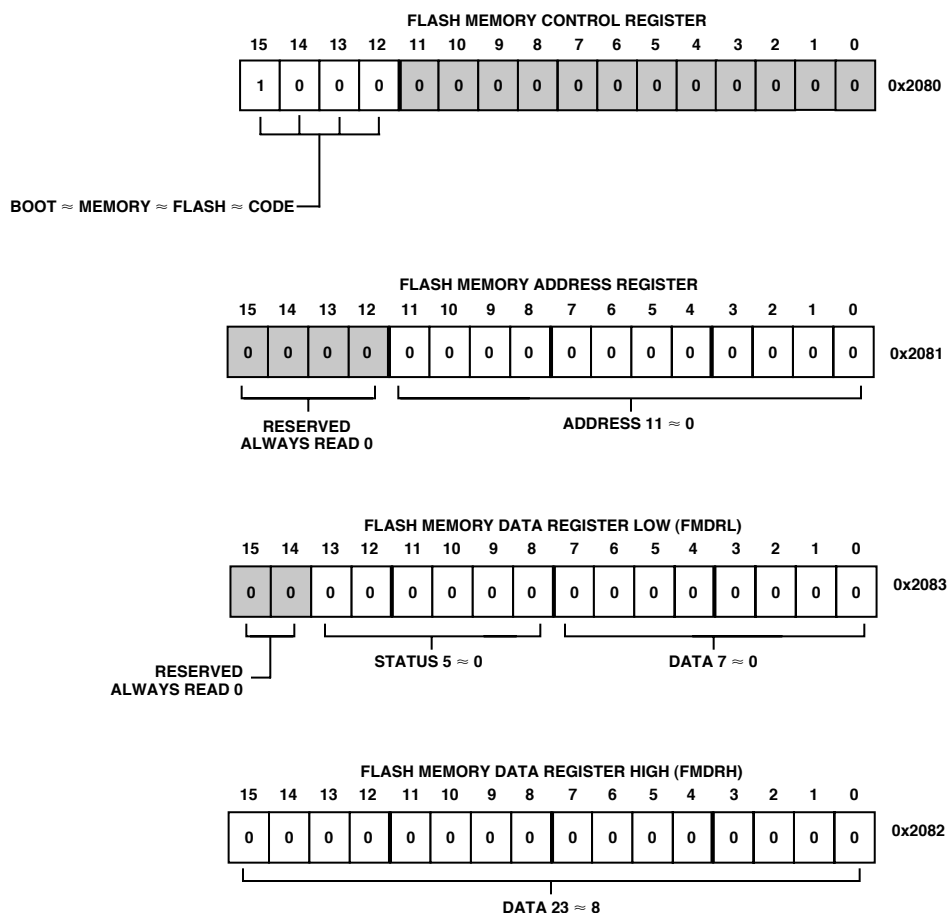 FLASH MEMORY CONTROL REGISTER
15 14 13 12 11 10 9 8 7 6 5 4 3 2 1 0
1 0 0 0 0 0 0 0 0 0 0 0 0 0 0 0 0x2080
BOOT ≈ MEMORY ≈ FLASH ≈ CODE
FLASH MEMORY ADDRESS REGISTER
15 14 13 12 11 10 9 8 7 6 5 4 3 2 1 0
0 0 0 0 0 0 0 0 0 0 0 0 0 0 0 0 0x2081
RESERVED
ALWAYS READ 0
ADDRESS 11 ≈ 0
FLASH MEMORY DATA REGISTER LOW (FMDRL)
15 14 13 12 11 10 9 8 7 6 5 4 3 2 1 0
0 0 0 0 0 0 0 0 0 0 0 0 0 0 0 0 0x2083
RESERVED
ALWAYS READ 0
STATUS 5 ≈ 0
DATA 7 ≈ 0
FLASH MEMORY DATA REGISTER HIGH (FMDRH)
15 14 13 12 11 10 9 8 7 6 5 4 3 2 1 0
0 0 0 0 0 0 0 0 0 0 0 0 0 0 0 0 0x2082
DATA 23 ≈ 8